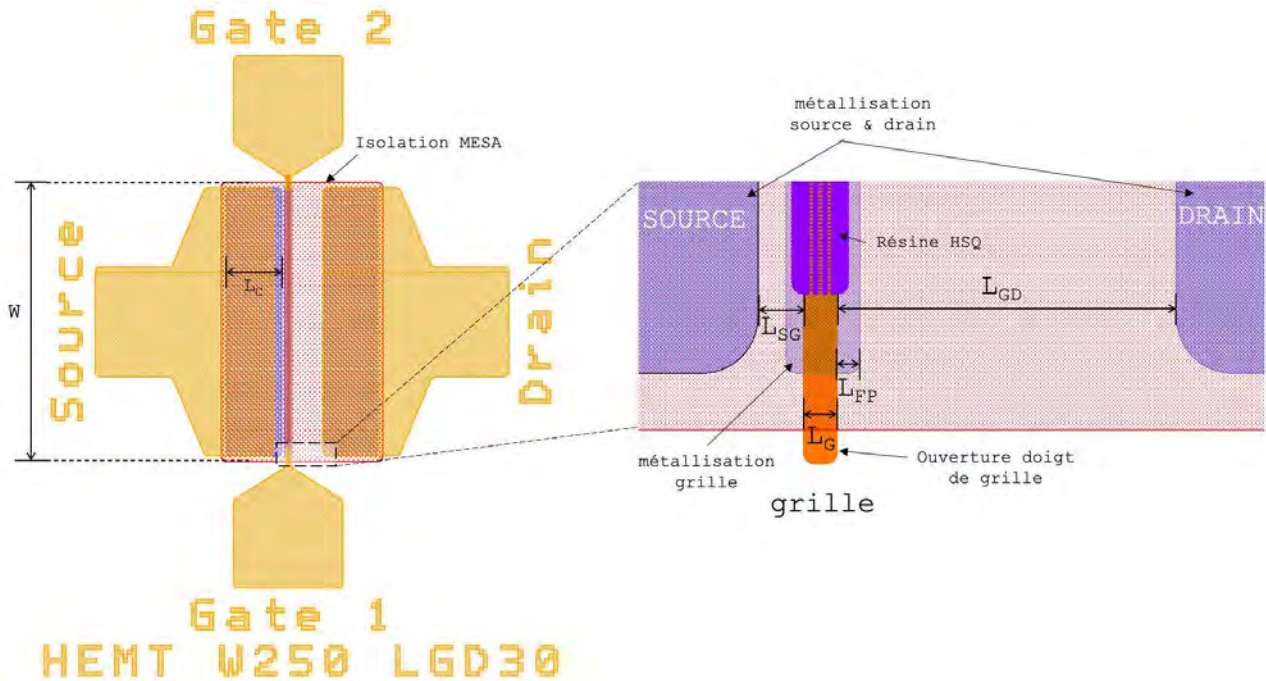 Gate 2
Isolation MESA
W
Source
L_C
Drain
Gate 1
HEMT W250 LGD30
métallisation
source & drain
SOURCE
DRAIN
Résine HSQ
L_GD
L_SG
L_FP
L_G
métallisation
grille
Ouverture doigt
de grille
grille